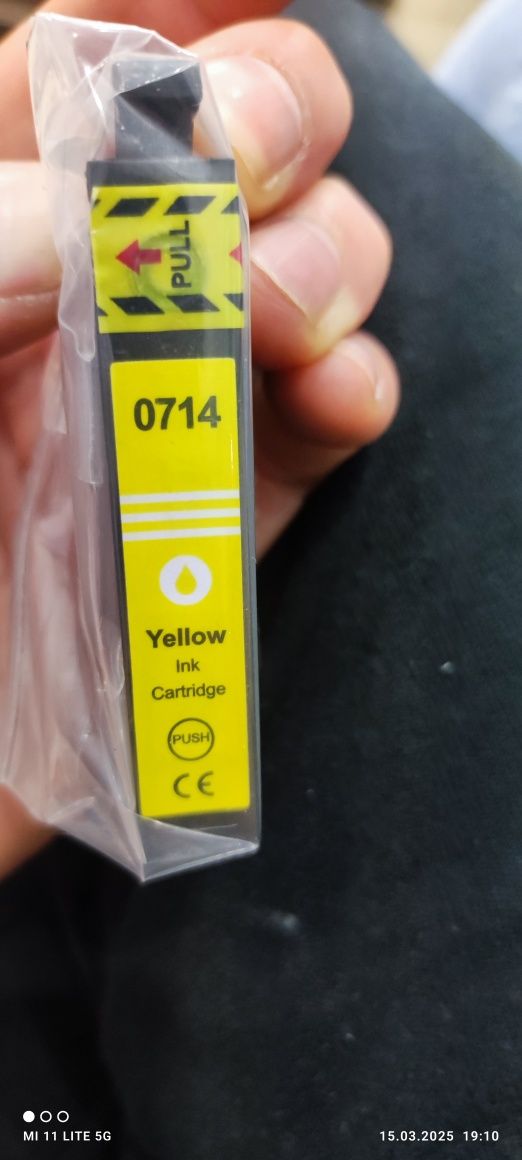 PULL
0714
Yellow
Ink
Cartridge
PUSH
CE
MI 11 LITE 5G
15.03.2025 19:10